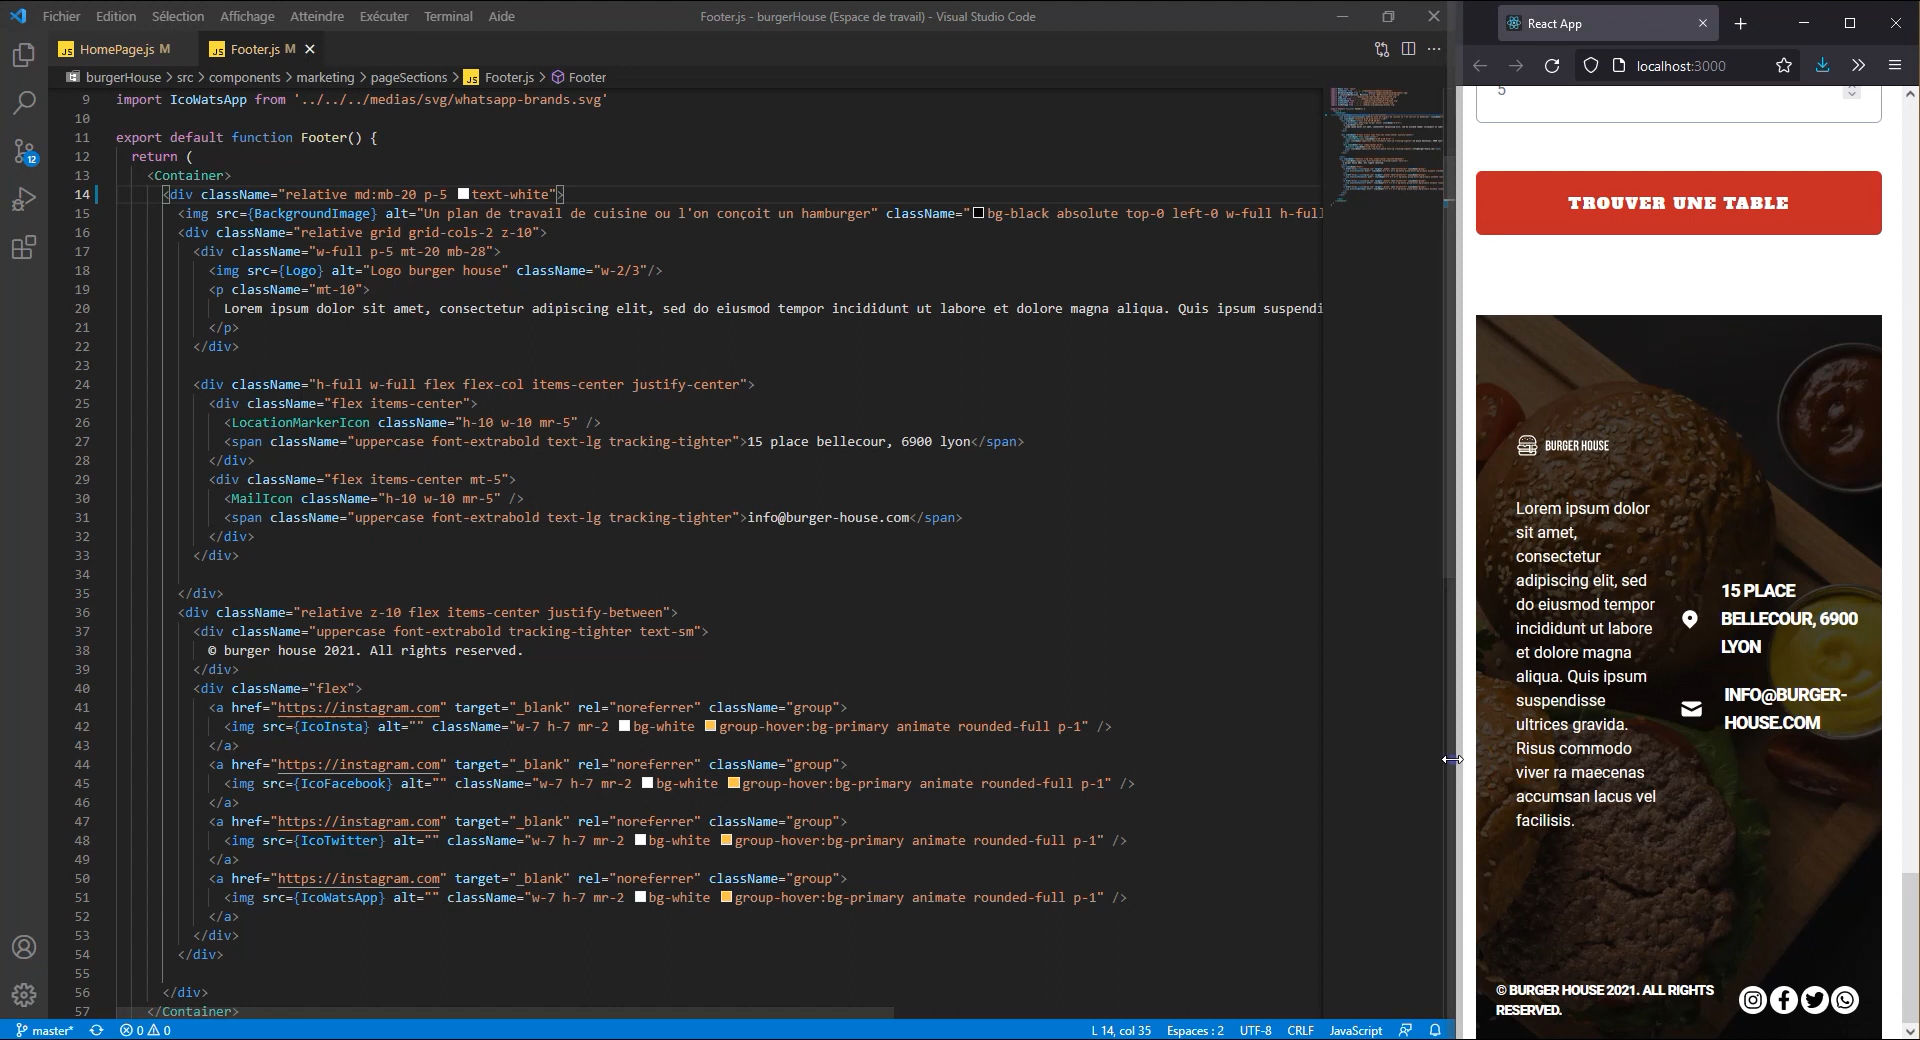 Fichier Edition Sélection Affichage Atteindre Exécuter Terminal Aide
Footer.js - burgerHouse (Espace de travail) - Visual Studio Code
JS HomePage.js M
JS Footer.js M
burgerHouse > src > components > marketing > pageSections > JS Footer.js > Footer
9 import IcoWatsApp from '../../../medias/svg/whatsapp-brands.svg'
10
11 export default function Footer() {
12 return (
13 <Container>
14 <div className="relative md:mb-20 p-5 text-white">
15 <img src={BackgroundImage} alt="Un plan de travail de cuisine ou l'on conçoit un hamburger" className="bg-black absolute top-0 left-0 w-full h-full
16 <div className="relative grid grid-cols-2 z-10">
17 <div className="w-full p-5 mt-20 mb-28">
18 <img src={Logo} alt="Logo burger house" className="w-2/3"/>
19 <p className="mt-10">
20 Lorem ipsum dolor sit amet, consectetur adipiscing elit, sed do eiusmod tempor incididunt ut labore et dolore magna aliqua. Quis ipsum suspendi
21 </p>
22 </div>
23
24 <div className="h-full w-full flex flex-col items-center justify-center">
25 <div className="flex items-center">
26 <LocationMarkerIcon className="h-10 w-10 mr-5" />
27 <span className="uppercase font-extrabold text-lg tracking-tighter">15 place bellecour, 6900 lyon</span>
28 </div>
29 <div className="flex items-center mt-5">
30 <MailIcon className="h-10 w-10 mr-5" />
31 <span className="uppercase font-extrabold text-lg tracking-tighter">info@burger-house.com</span>
32 </div>
33 </div>
34
35 </div>
36 <div className="relative z-10 flex items-center justify-between">
37 <div className="uppercase font-extrabold tracking-tighter text-sm">
38 © burger house 2021. All rights reserved.
39 </div>
40 <div className="flex">
41 <a href="https://instagram.com" target="_blank" rel="noreferrer" className="group">
42 <img src={IcoInsta} alt="" className="w-7 h-7 mr-2 bg-white group-hover:bg-primary animate rounded-full p-1" />
43 </a>
44 <a href="https://instagram.com" target="_blank" rel="noreferrer" className="group">
45 <img src={IcoFacebook} alt="" className="w-7 h-7 mr-2 bg-white group-hover:bg-primary animate rounded-full p-1" />
46 </a>
47 <a href="https://instagram.com" target="_blank" rel="noreferrer" className="group">
48 <img src={IcoTwitter} alt="" className="w-7 h-7 mr-2 bg-white group-hover:bg-primary animate rounded-full p-1" />
49 </a>
50 <a href="https://instagram.com" target="_blank" rel="noreferrer" className="group">
51 <img src={IcoWatsApp} alt="" className="w-7 h-7 mr-2 bg-white group-hover:bg-primary animate rounded-full p-1" />
52 </a>
53 </div>
54 </div>
55
56 </div>
57 </Container>
12
master* 0 0
L 14, col 35 Espaces : 2 UTF-8 CRLF JavaScript
React App
localhost:3000
5
TROUVER UNE TABLE
BURGER HOUSE
Lorem ipsum dolor
sit amet,
consectetur
adipiscing elit, sed
do eiusmod tempor
incididunt ut labore
et dolore magna
aliqua. Quis ipsum
suspendisse
ultrices gravida.
Risus commodo
viver ra maecenas
accumsan lacus vel
facilisis.
15 PLACE
BELLECOUR, 6900
LYON
INFO@BURGER-
HOUSE.COM
© BURGER HOUSE 2021. ALL RIGHTS
RESERVED.